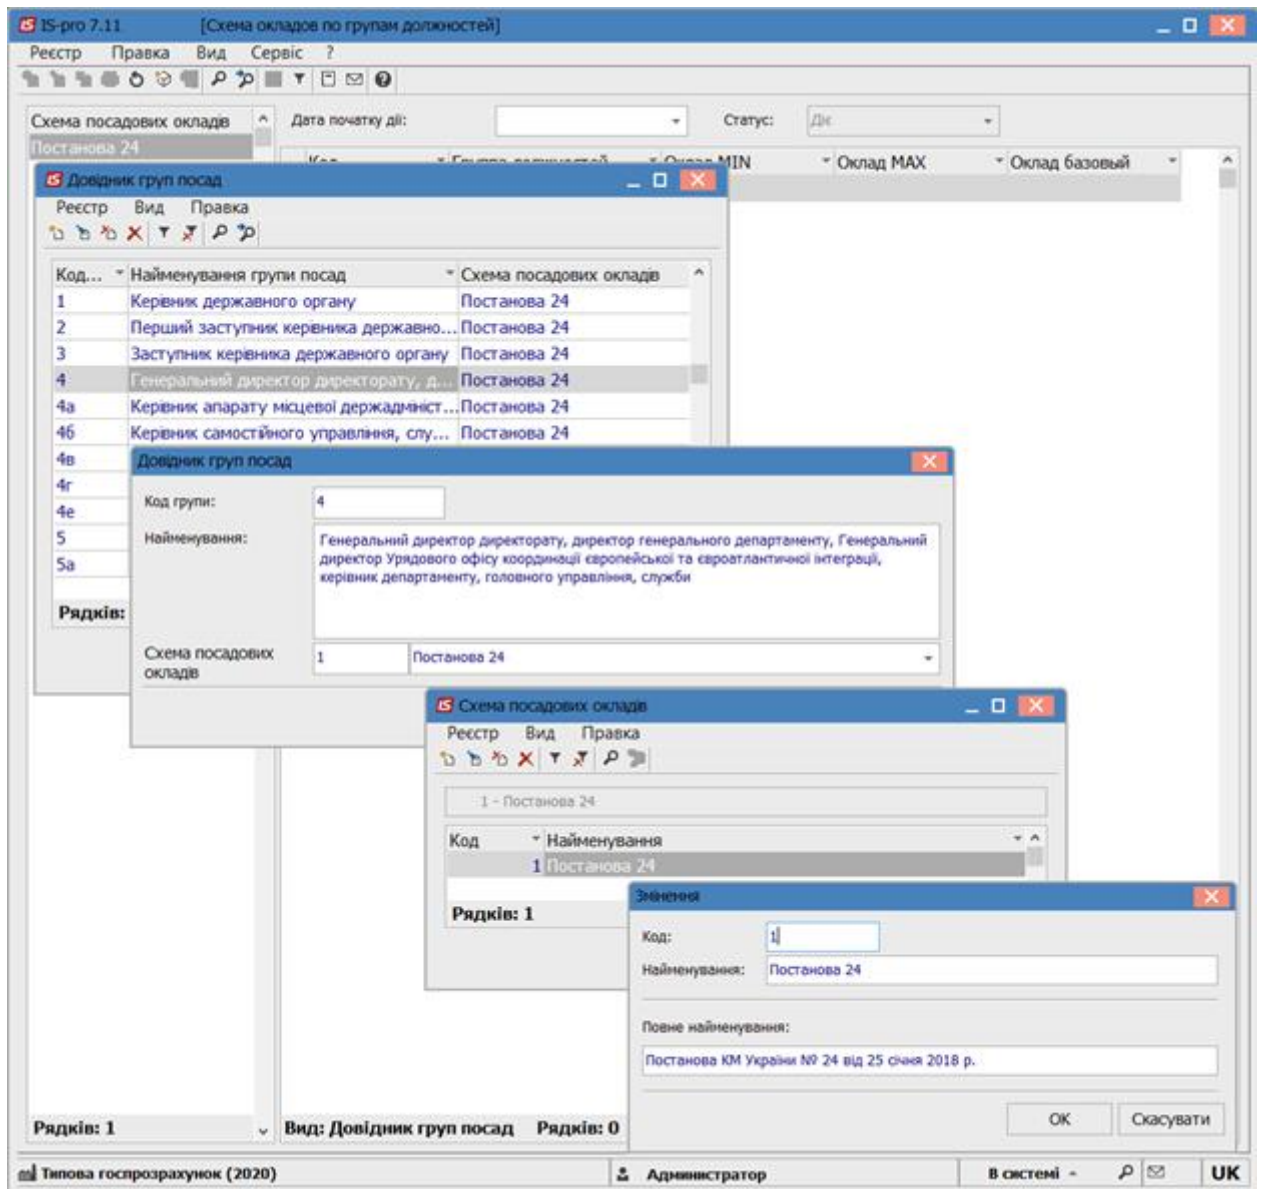 IS-pro 7.11 [Схема окладов по групам должностей]
Реєстр Правка Вид Сервіс ?
Схема посадових окладів
Дата початку дії: Статус: Діє
Постанова 24
Оклад MIN Оклад MAX Оклад базовый
Довідник груп посад
Реєстр Вид Правка
Код... Найменування групи посад Схема посадових окладів
1 Керівник державного органу Постанова 24
2 Перший заступник керівника державно... Постанова 24
3 Заступник керівника державного органу Постанова 24
4 Генеральний директор директорату, д... Постанова 24
4а Керівник апарату місцевої держадмініст... Постанова 24
4б Керівник самостійного управління, слу... Постанова 24
4в
4г
4е
5
5а
Рядків:
Довідник груп посад
Код групи: 4
Найменування: Генеральний директор директорату, директор генерального департаменту, Генеральний
директор Урядового офісу координації європейської та євроатлантичної інтеграції,
керівник департаменту, головного управління, служби
Схема посадових
окладів
1 Постанова 24
Схема посадових окладів
Реєстр Вид Правка
1 - Постанова 24
Код Найменування
1 Постанова 24
Рядків: 1
Змінення
Код: 1
Найменування: Постанова 24
Повне найменування:
Постанова КМ України № 24 від 25 січня 2018 р.
OK Скасувати
Рядків: 1
Вид: Довідник груп посад Рядків: 0
Типова госпрозрахунок (2020) Администратор В системі UK